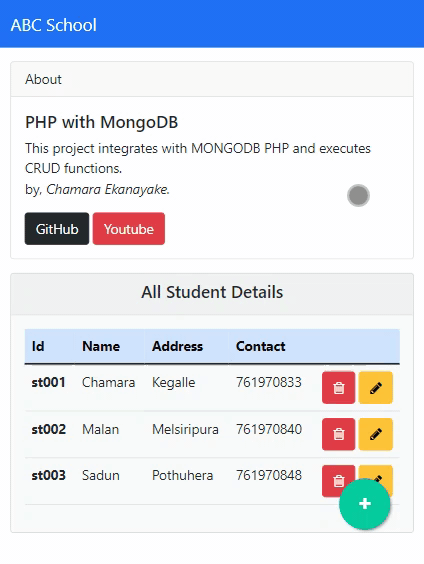 ABC School
About
PHP with MongoDB
This project integrates with MONGODB PHP and executes
CRUD functions.
by, Chamara Ekanayake.
GitHub Youtube
All Student Details
Id Name Address Contact
st001 Chamara Kegalle 761970833
st002 Malan Melsiripura 761970840
st003 Sadun Pothuhera 761970848